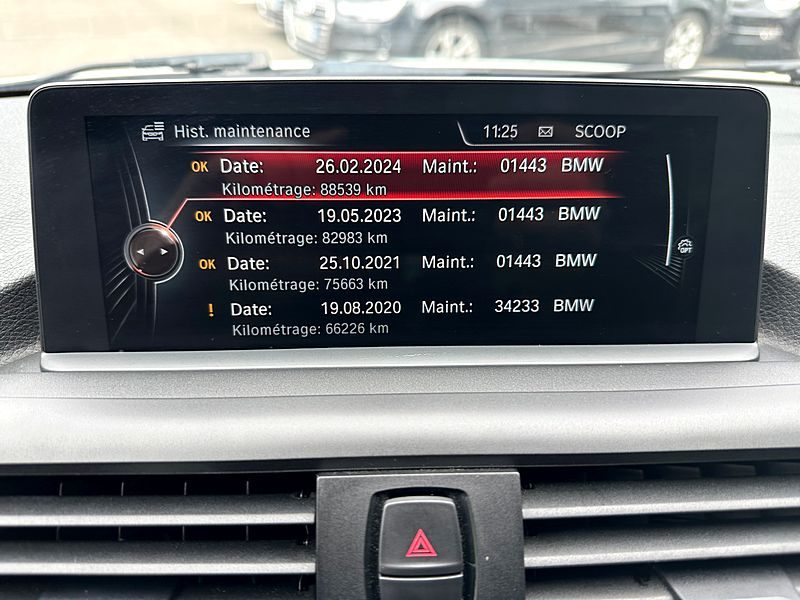 Hist. maintenance 11:25 SCOOP
OK Date: 26.02.2024 Maint.: 01443 BMW
Kilométrage: 88539 km
OK Date: 19.05.2023 Maint.: 01443 BMW
Kilométrage: 82983 km
OK Date: 25.10.2021 Maint.: 01443 BMW
Kilométrage: 75663 km
! Date: 19.08.2020 Maint.: 34233 BMW
Kilométrage: 66226 km
OPT